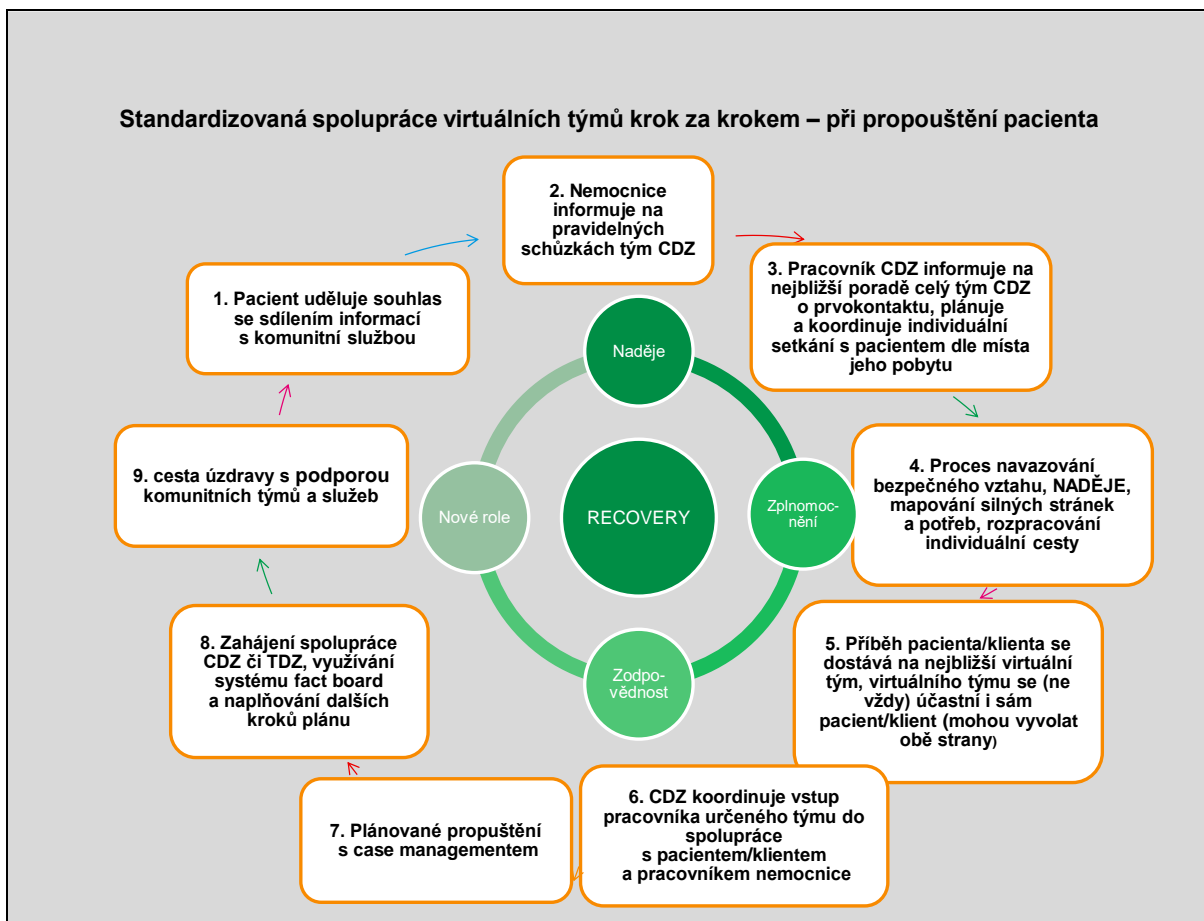 Standardizovaná spolupráce virtuálních týmů krok za krokem – při propouštění pacienta
1. Pacient uděluje souhlas
se sdílením informací
s komunitní službou
2. Nemocnice
informuje na
pravidelných
schůzkách tým CDZ
3. Pracovník CDZ informuje na
nejbližší poradě celý tým CDZ
o prvokontaktu, plánuje
a koordinuje individuální
setkání s pacientem dle místa
jeho pobytu
4. Proces navazování
bezpečného vztahu, NADĚJE,
mapování silných stránek
a potřeb, rozpracování
individuální cesty
5. Příběh pacienta/klienta se
dostává na nejbližší virtuální
tým, virtuálního týmu se (ne
vždy) účastní i sám
pacient/klient (mohou vyvolat
obě strany)
6. CDZ koordinuje vstup
pracovníka určeného týmu do
spolupráce
s pacientem/klientem
a pracovníkem nemocnice
7. Plánované propuštění
s case managementem
8. Zahájení spolupráce
CDZ či TDZ, využívání
systému fact board
a naplňování dalších
kroků plánu
9. cesta úzdravy s podporou
komunitních týmů a služeb
Naděje
Zplnomoc-
nění
Zodpo-
vědnost
Nové role
RECOVERY